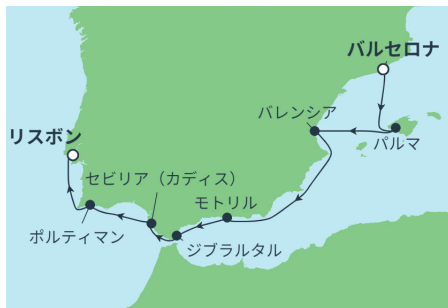 バルセロナ
バレンシア
パルマ
リスボン
セビリア（カディス）
モトリル
ポルティマン
ジブラルタル